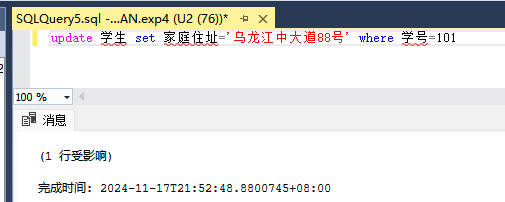 SQLQuery5.sql -...AN.exp4 (U2 (76))*
update 学生 set 家庭住址='乌龙江中大道88号' where 学号=101
100 %
消息
(1 行受影响)
完成时间: 2024-11-17T21:52:48.8800745+08:00